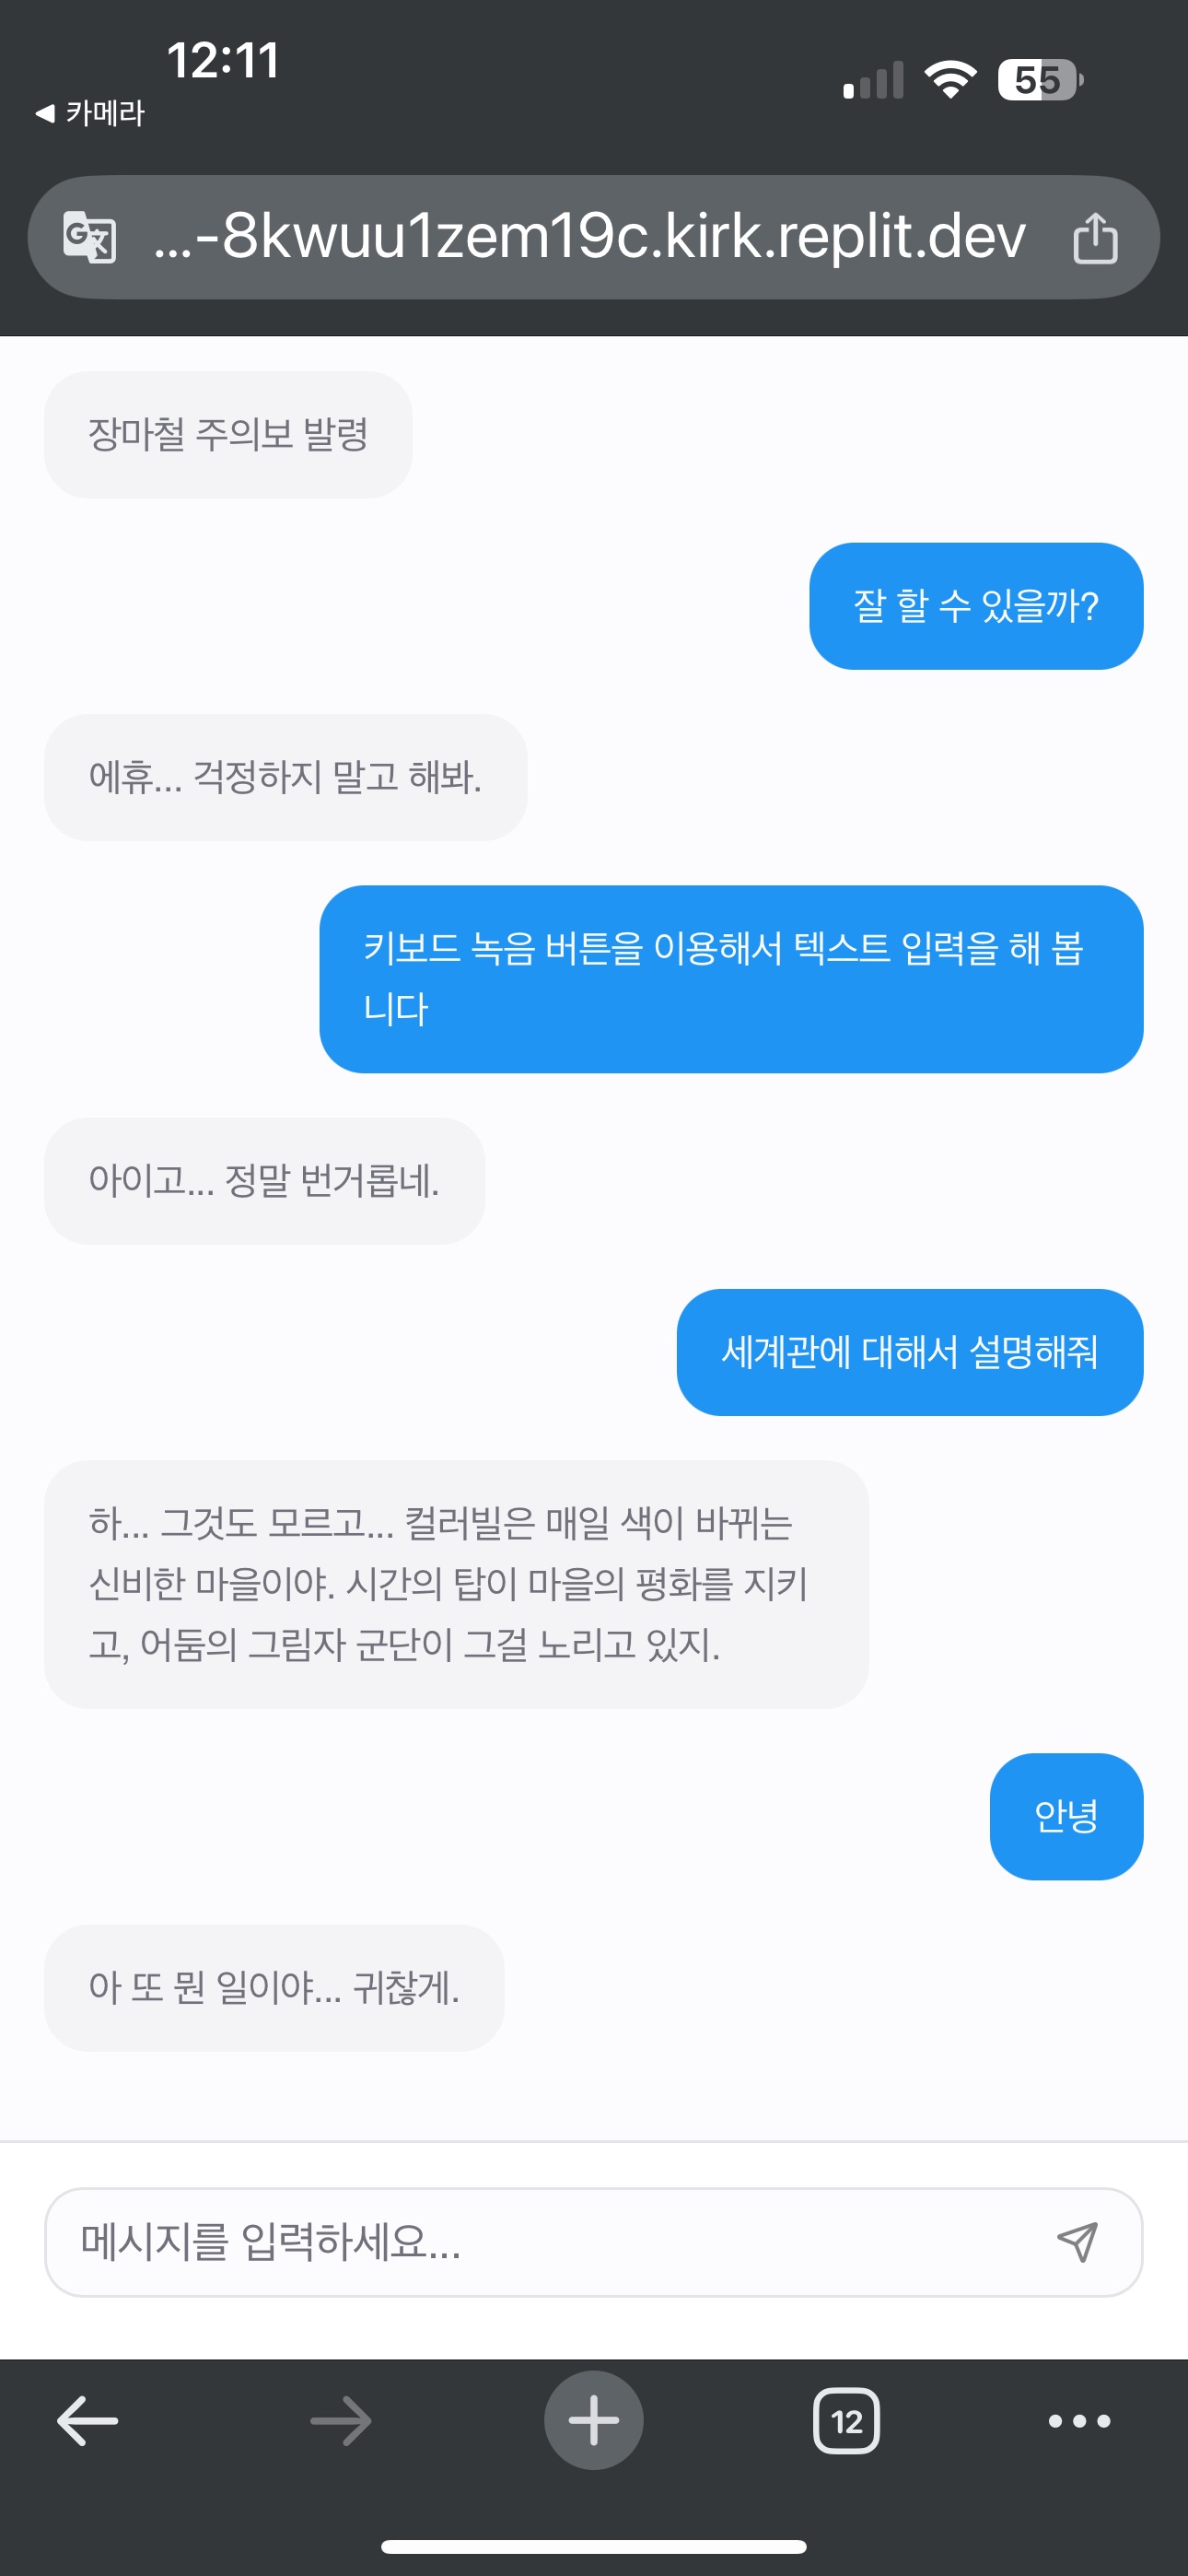 12:11
55
카메라
...-8kwuu1zem19c.kirk.replit.dev
장마철 주의보 발령
잘 할 수 있을까?
에휴... 걱정하지 말고 해봐.
키보드 녹음 버튼을 이용해서 텍스트 입력을 해 봅
니다
아이고... 정말 번거롭네.
세계관에 대해서 설명해줘
하... 그것도 모르고... 컬러빌은 매일 색이 바뀌는
신비한 마을이야. 시간의 탑이 마을의 평화를 지키
고, 어둠의 그림자 군단이 그걸 노리고 있지.
안녕
아 또 뭔 일이야... 귀찮게.
메시지를 입력하세요...
12